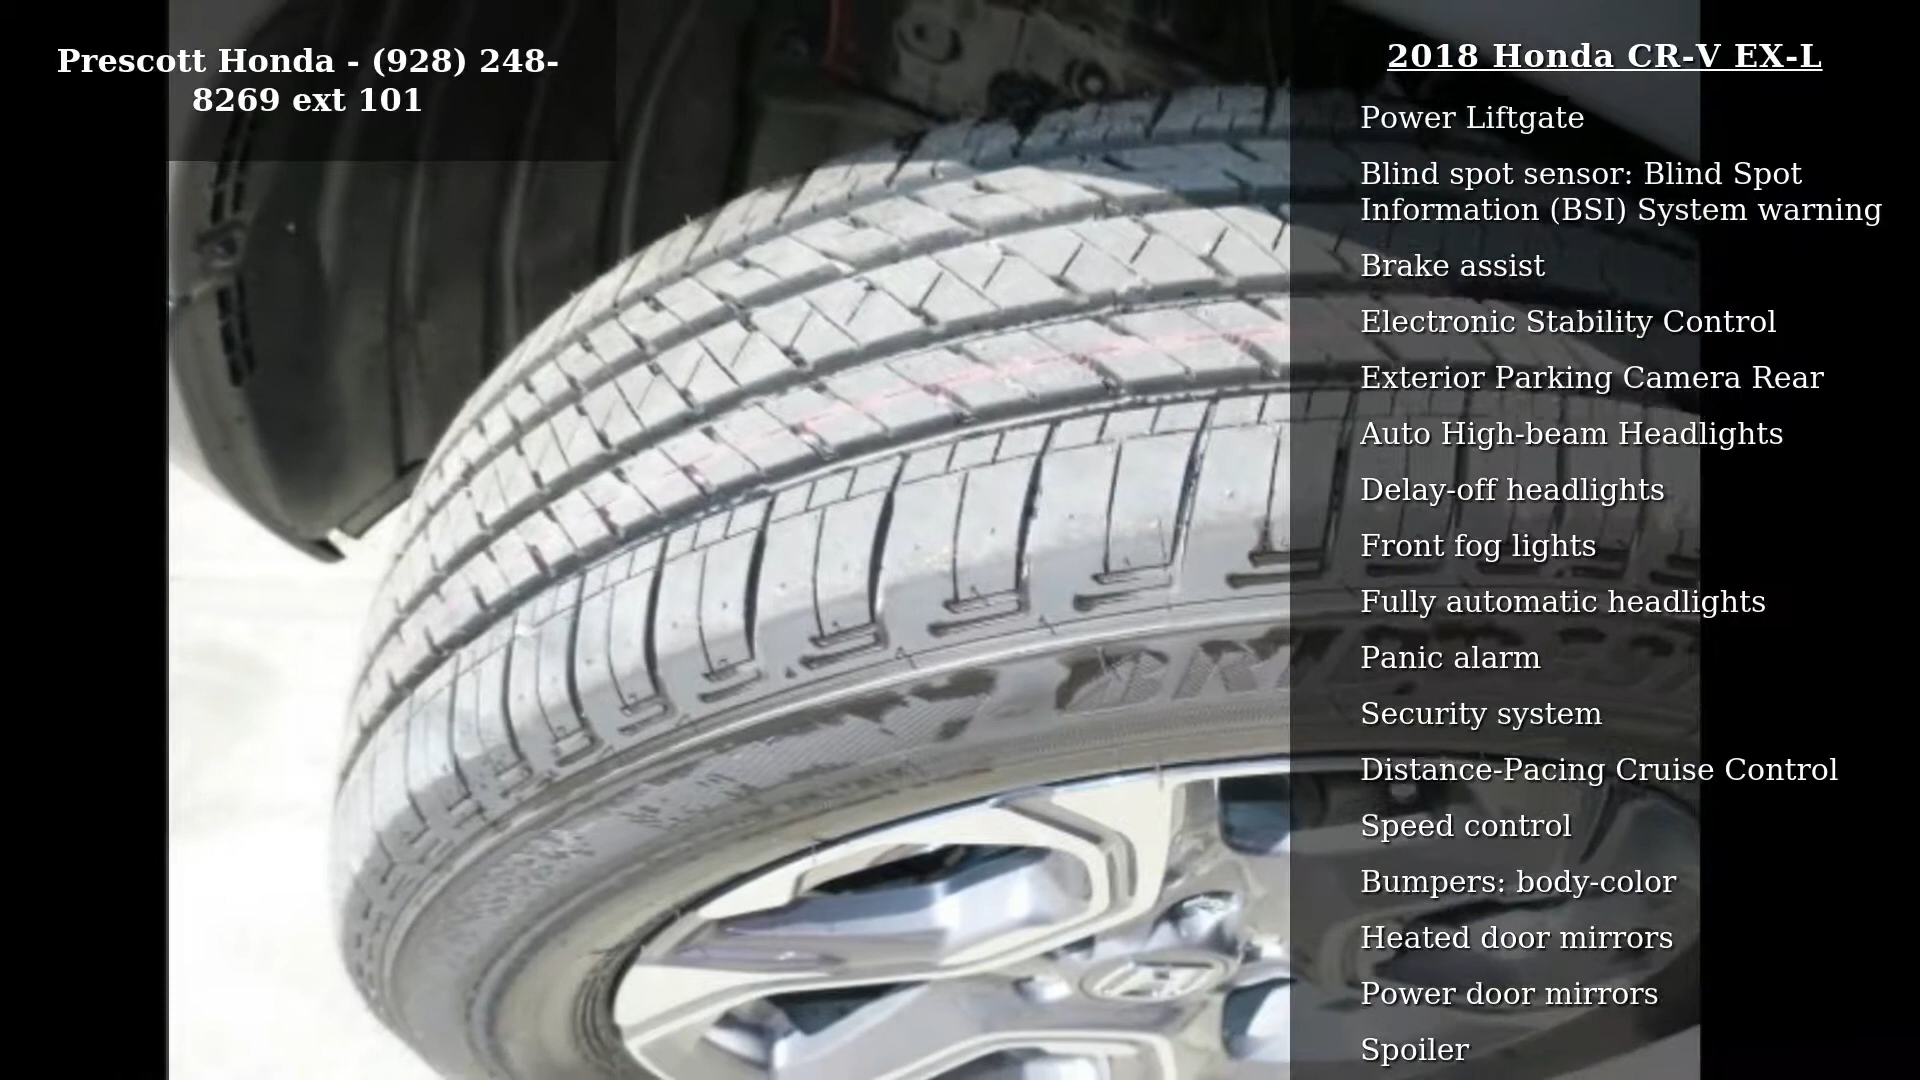 Prescott Honda - (928) 248-
8269 ext 101
2018 Honda CR-V EX-L
Power Liftgate
Blind spot sensor: Blind Spot
Information (BSI) System warning
Brake assist
Electronic Stability Control
Exterior Parking Camera Rear
Auto High-beam Headlights
Delay-off headlights
Front fog lights
Fully automatic headlights
Panic alarm
Security system
Distance-Pacing Cruise Control
Speed control
Bumpers: body-color
Heated door mirrors
Power door mirrors
Spoiler